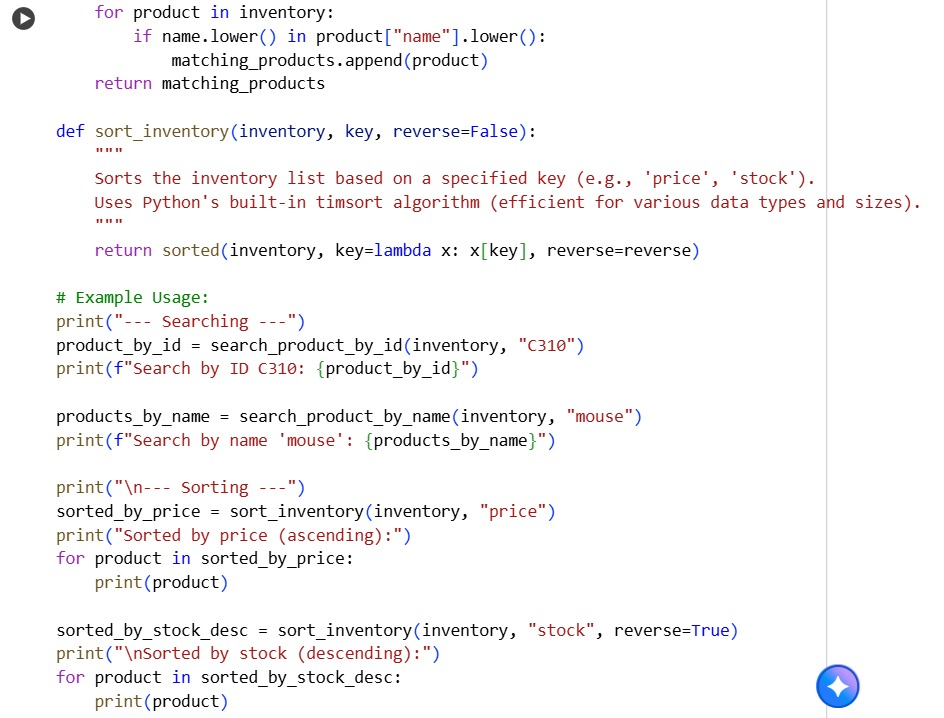 for product in inventory:
        if name.lower() in product["name"].lower():
            matching_products.append(product)
    return matching_products

def sort_inventory(inventory, key, reverse=False):
    """
    Sorts the inventory list based on a specified key (e.g., 'price', 'stock').
    Uses Python's built-in timsort algorithm (efficient for various data types and sizes).
    """
    return sorted(inventory, key=lambda x: x[key], reverse=reverse)

# Example Usage:
print("--- Searching ---")
product_by_id = search_product_by_id(inventory, "C310")
print(f"Search by ID C310: {product_by_id}")

products_by_name = search_product_by_name(inventory, "mouse")
print(f"Search by name 'mouse': {products_by_name}")

print("\n--- Sorting ---")
sorted_by_price = sort_inventory(inventory, "price")
print("Sorted by price (ascending):")
for product in sorted_by_price:
    print(product)

sorted_by_stock_desc = sort_inventory(inventory, "stock", reverse=True)
print("\nSorted by stock (descending):")
for product in sorted_by_stock_desc:
    print(product)